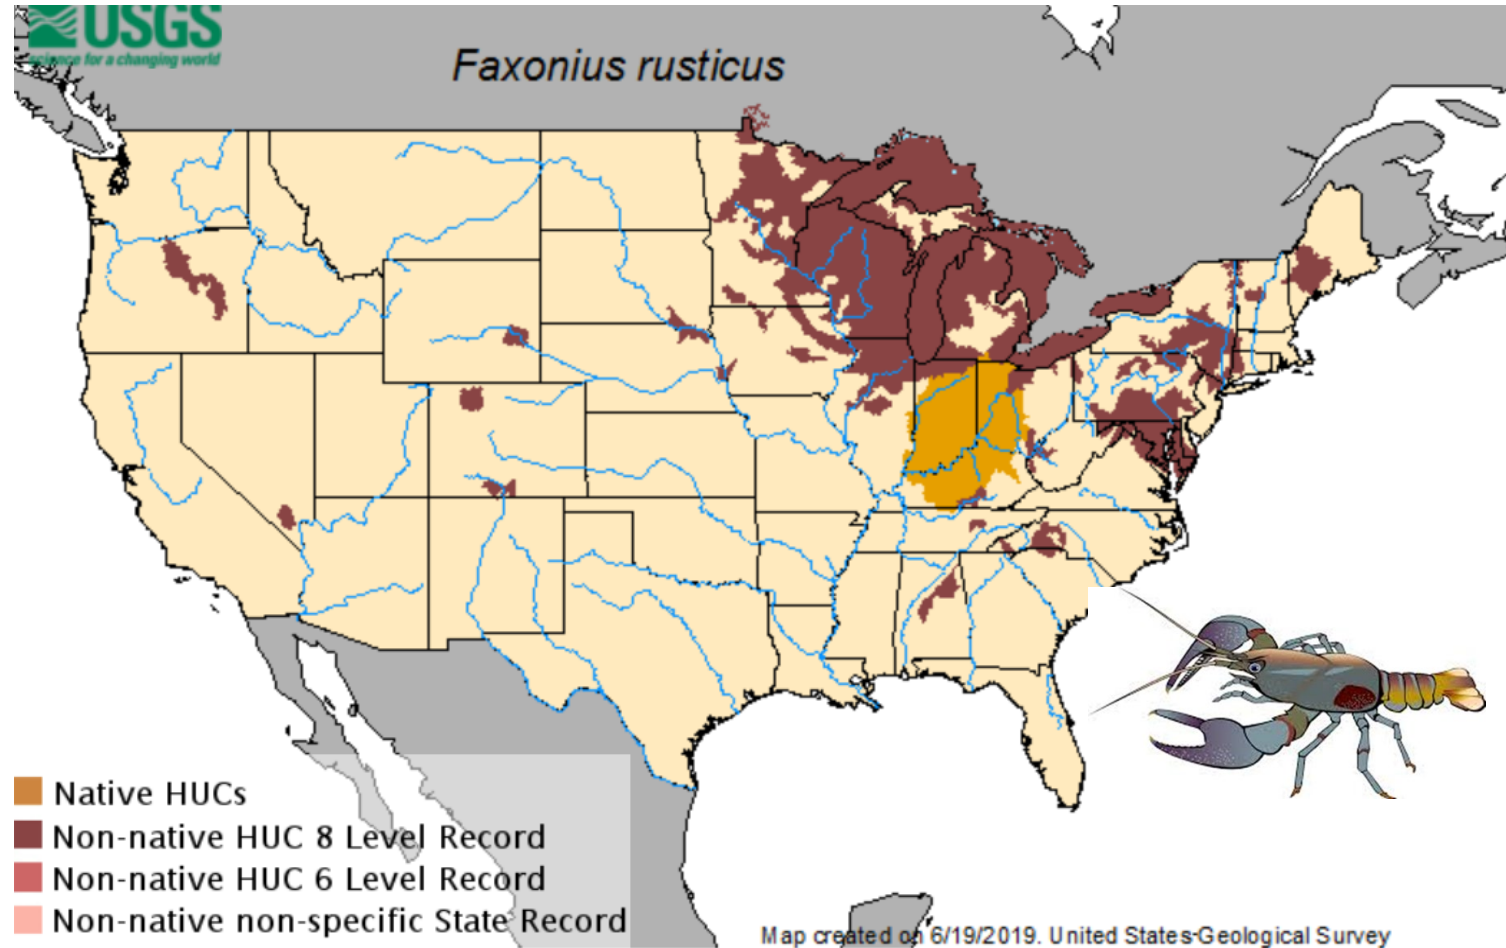 USGS
science for a changing world
Faxonius rusticus
Native HUCs
Non-native HUC 8 Level Record
Non-native HUC 6 Level Record
Non-native non-specific State Record
Map created on 6/19/2019. United States Geological Survey